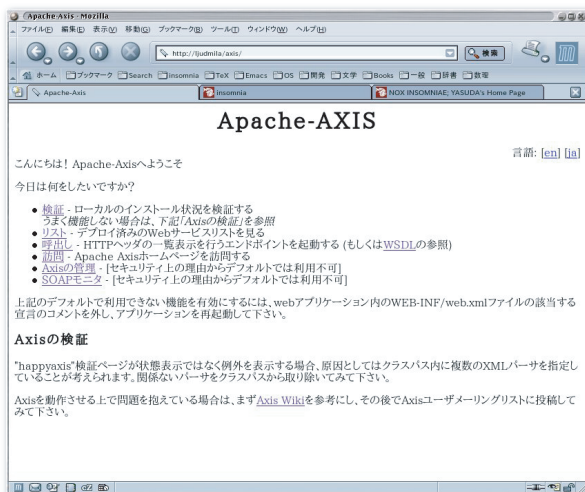 Apache-Axis - Mozilla
ファイル(F) 編集(E) 表示(V) 移動(G) ブックマーク(B) ツール(T) ウィンドウ(W) ヘルプ(H)
http://ljudmila/axis/
検索
ホーム ブックマーク Search insomnia TeX Emacs OS 開発 文学 Books 一般 辞書 数理
Apache-Axis insomnia NOX INSOMNIAE; YASUDA's Home Page
Apache-AXIS
言語: [en] [ja]
こんにちは! Apache-Axisへようこそ
今日は何をしたいですか?
● 検証 - ローカルのインストール状況を検証する
うまく機能しない場合は、下記「Axisの検証」を参照
● リスト - デプロイ済みのWebサービスリストを見る
● 呼出し - HTTPヘッダの一覧表示を行うエンドポイントを起動する (もしくはWSDLの参照)
● 訪問 - Apache Axisホームページを訪問する
● Axisの管理 - [セキュリティ上の理由からデフォルトでは利用不可]
● SOAPモニタ - [セキュリティ上の理由からデフォルトでは利用不可]
上記のデフォルトで利用できない機能を有効にするには、webアプリケーション内のWEB-INF/web.xmlファイルの該当する
宣言のコメントを外し、アプリケーションを再起動して下さい。
Axisの検証
"happyaxis"検証ページが状態表示ではなく例外を表示する場合、原因としてはクラスパス内に複数のXMLパーサを指定し
ていることが考えられます。関係ないパーサをクラスパスから取り除いてみて下さい。
Axisを動作させる上で問題を抱えている場合は、まずAxis Wikiを参考にし、その後でAxisユーザメーリングリストに投稿して
みて下さい。